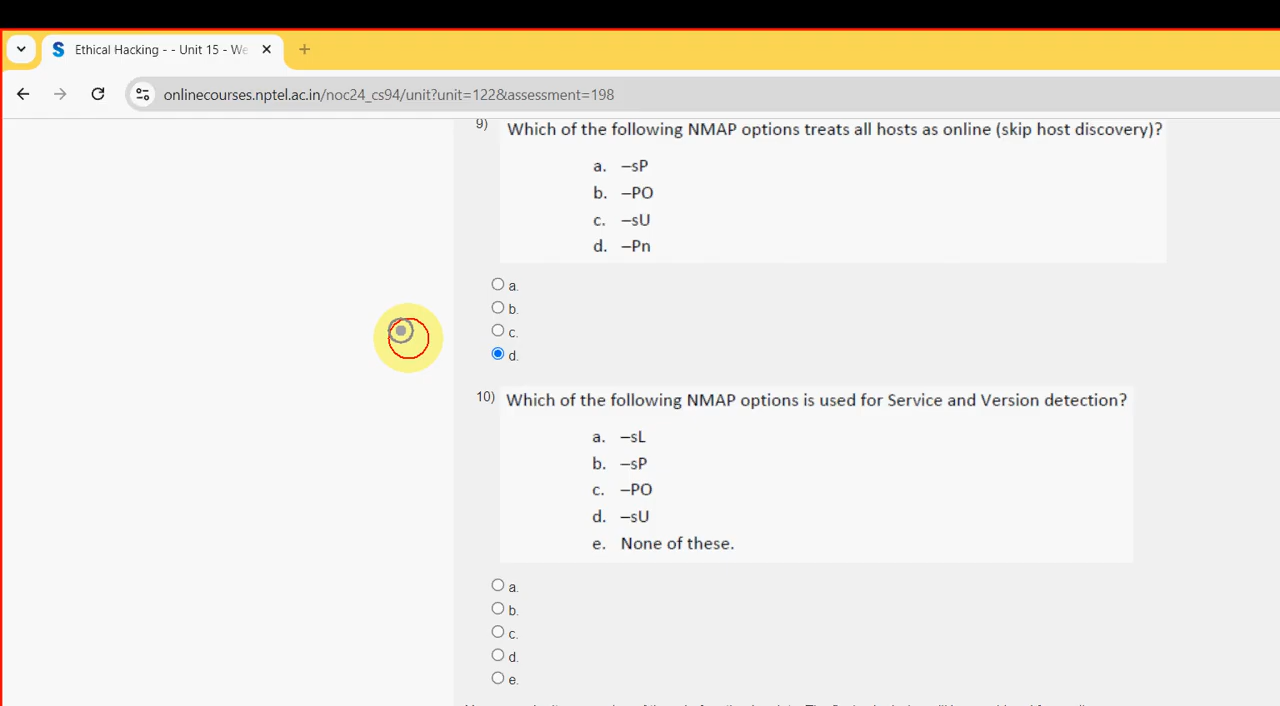 Ethical Hacking - - Unit 15 - We
onlinecourses.nptel.ac.in/noc24_cs94/unit?unit=122&assessment=198
9) Which of the following NMAP options treats all hosts as online (skip host discovery)?
a. –sP
b. –PO
c. –sU
d. –Pn
a.
b.
c.
d.
10) Which of the following NMAP options is used for Service and Version detection?
a. –sL
b. –sP
c. –PO
d. –sU
e. None of these.
a.
b.
c.
d.
e.